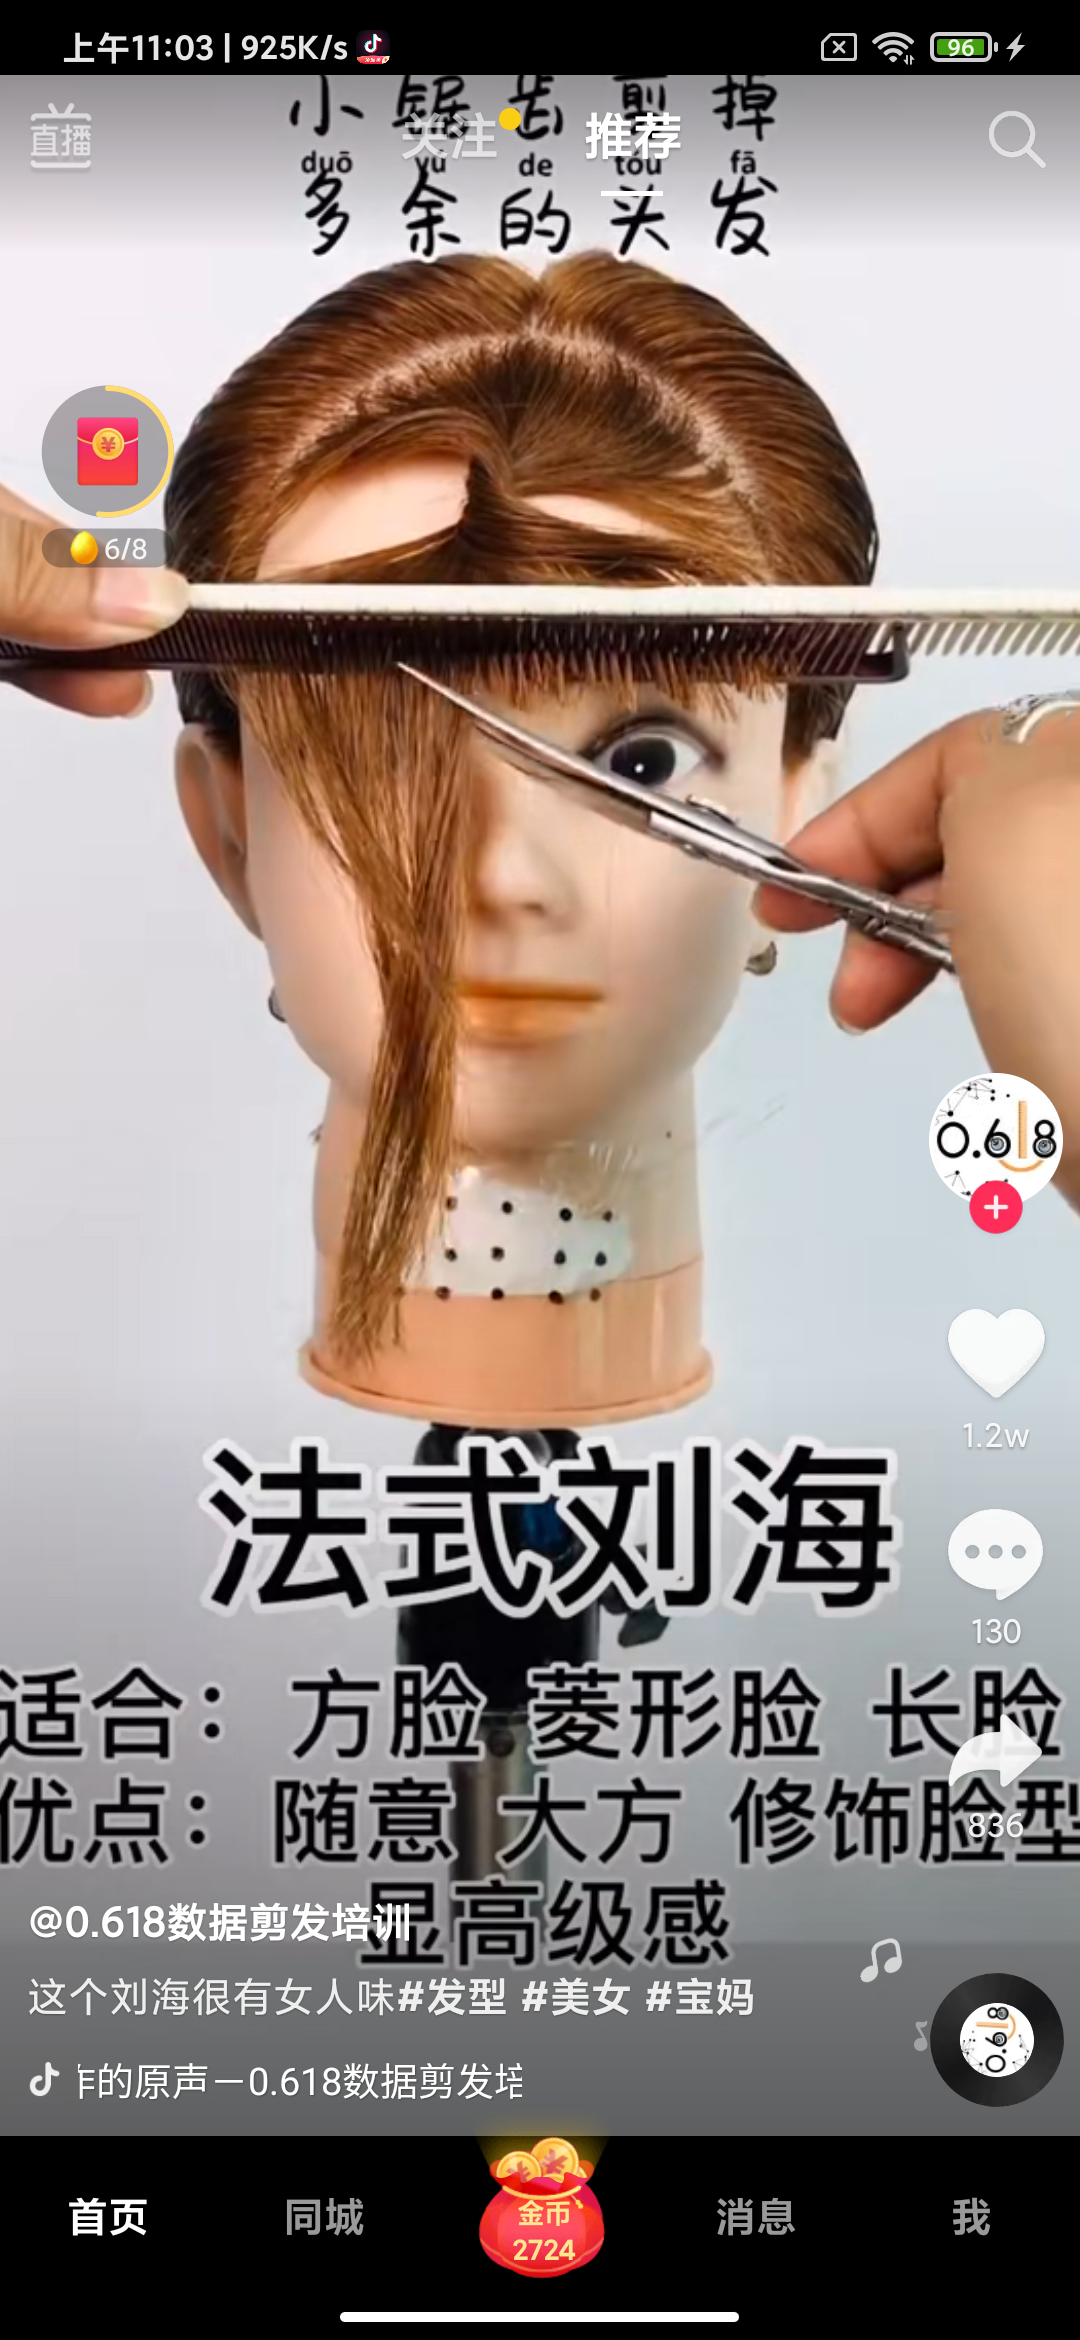 上午11:03 | 925K/s
96
小锯齿剪掉
直播
关注
推荐
duō yú de tóu fā
多余的头发
6/8
0.618
1.2w
130
法式刘海
适合：方脸 菱形脸 长脸
优点：随意 大方 修饰脸型
836
显高级感
@0.618数据剪发培训
这个刘海很有女人味#发型 #美女 #宝妈
作的原声－0.618数据剪发培
0.618
首页
同城
金币
2724
消息
我